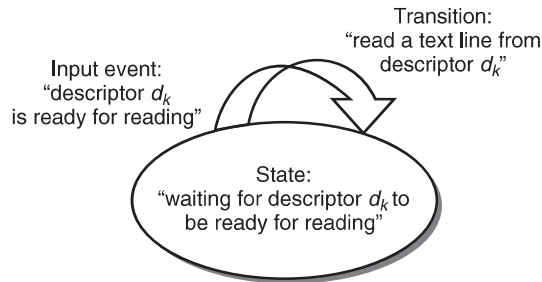 Transition:
“read a text line from
descriptor dk”
Input event:
“descriptor dk
is ready for reading”
State:
“waiting for descriptor dk to
be ready for reading”